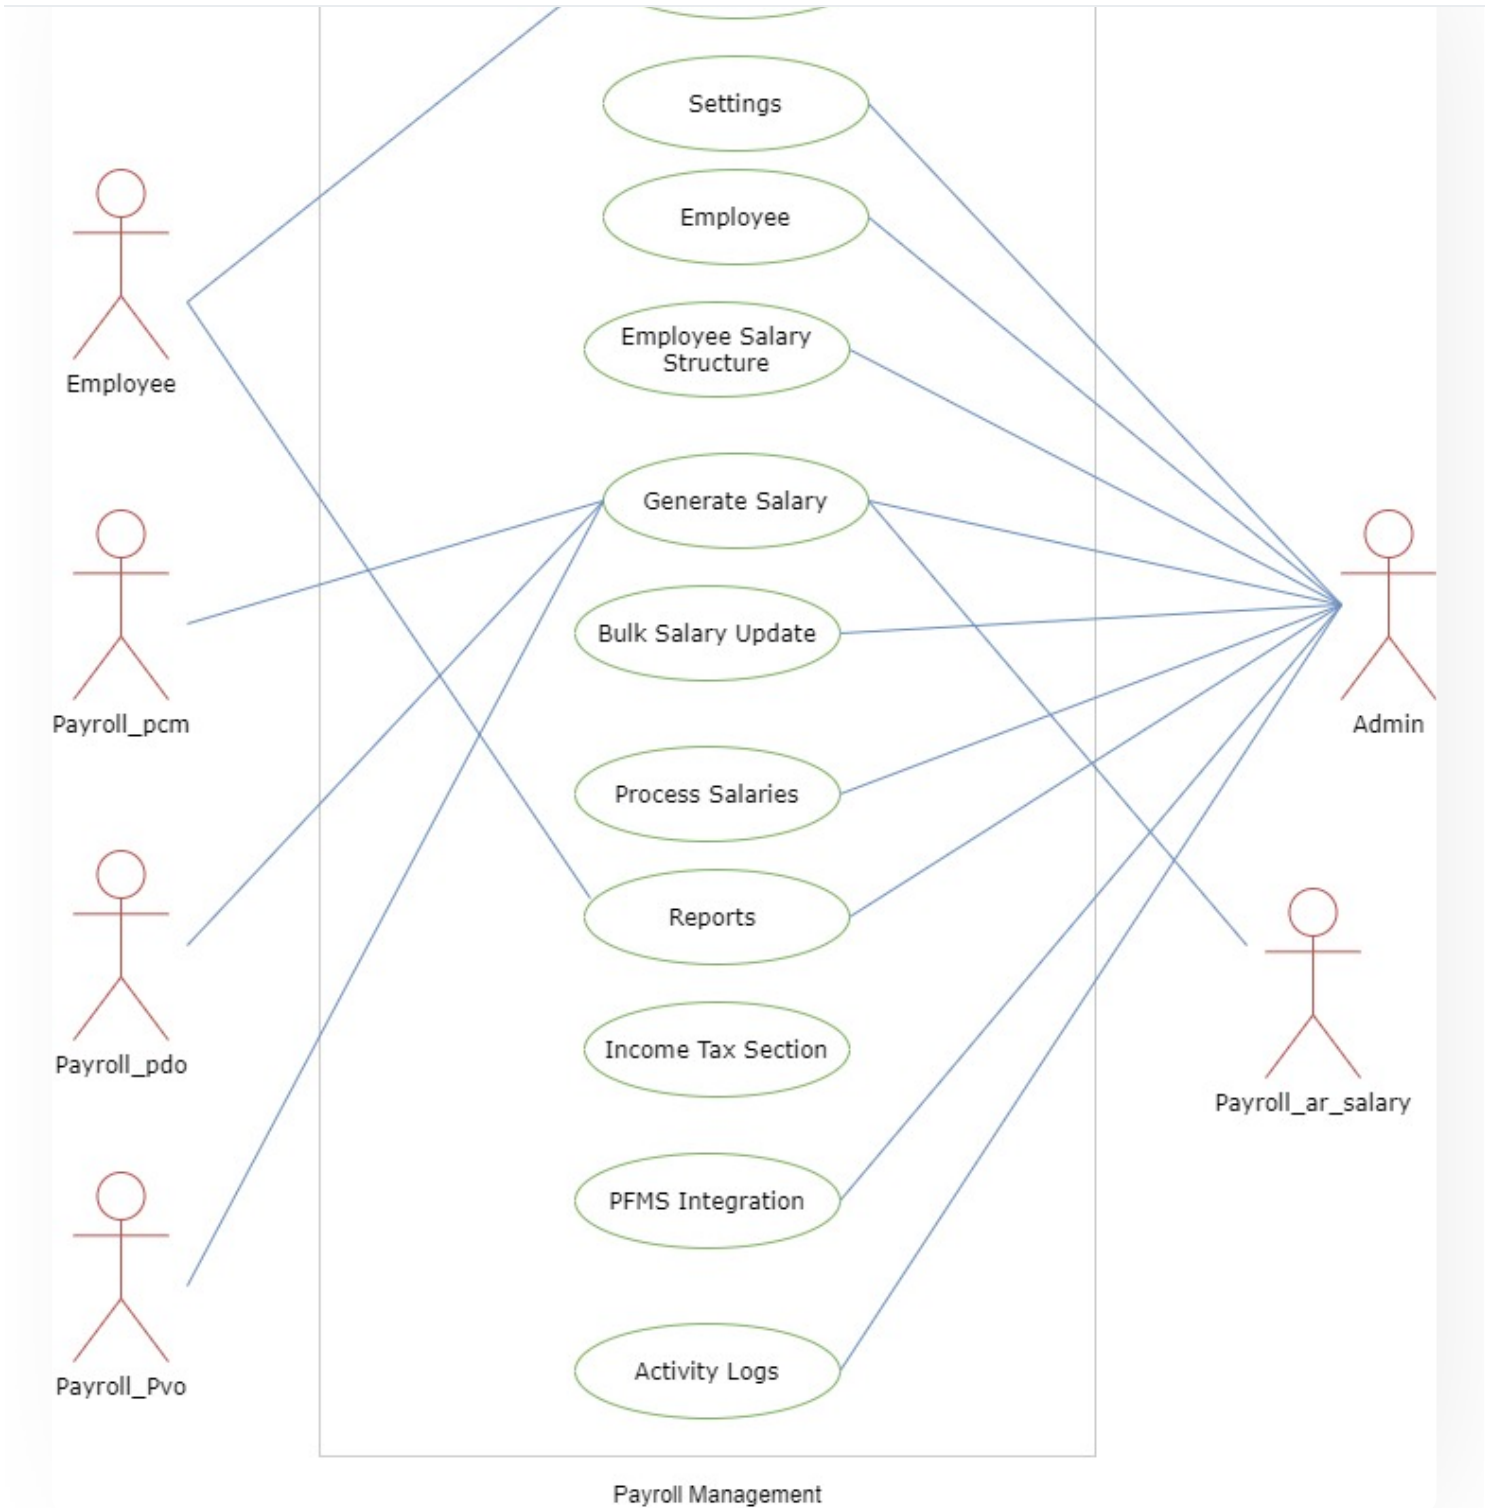 Settings
Employee
Employee
Employee Salary
Structure
Generate Salary
Payroll_pcm
Bulk Salary Update
Admin
Process Salaries
Reports
Payroll_pdo
Income Tax Section
Payroll_ar_salary
PFMS Integration
Payroll_Pvo
Activity Logs
Payroll Management